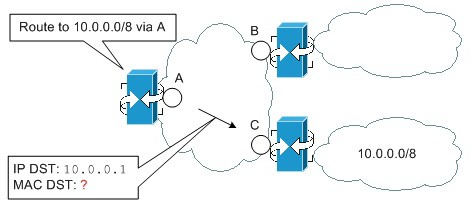 Route to 10.0.0.0/8 via A
B
A
C
10.0.0.0/8
IP DST: 10.0.0.1
MAC DST: ?